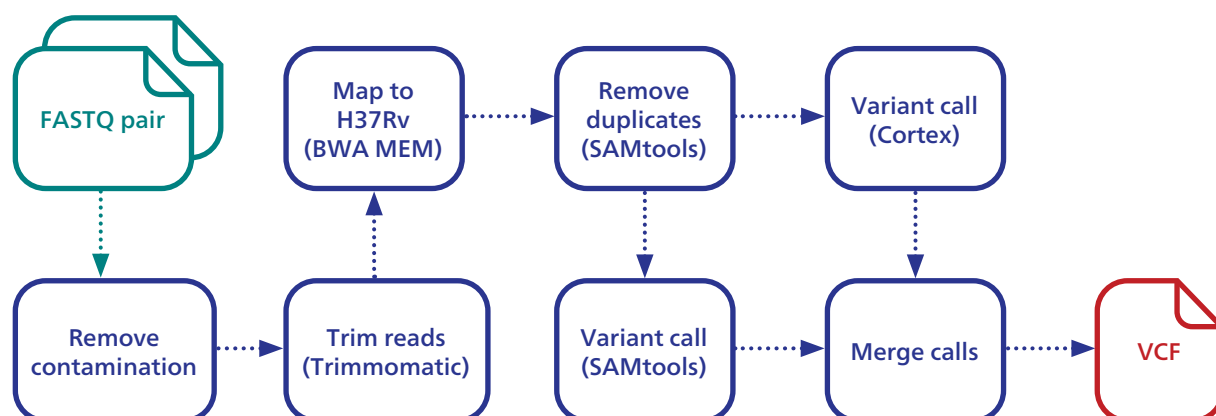 FASTQ pair
Map to
H37Rv
(BWA MEM)
Remove
duplicates
(SAMtools)
Variant call
(Cortex)
Remove
contamination
Trim reads
(Trimmomatic)
Variant call
(SAMtools)
Merge calls
VCF